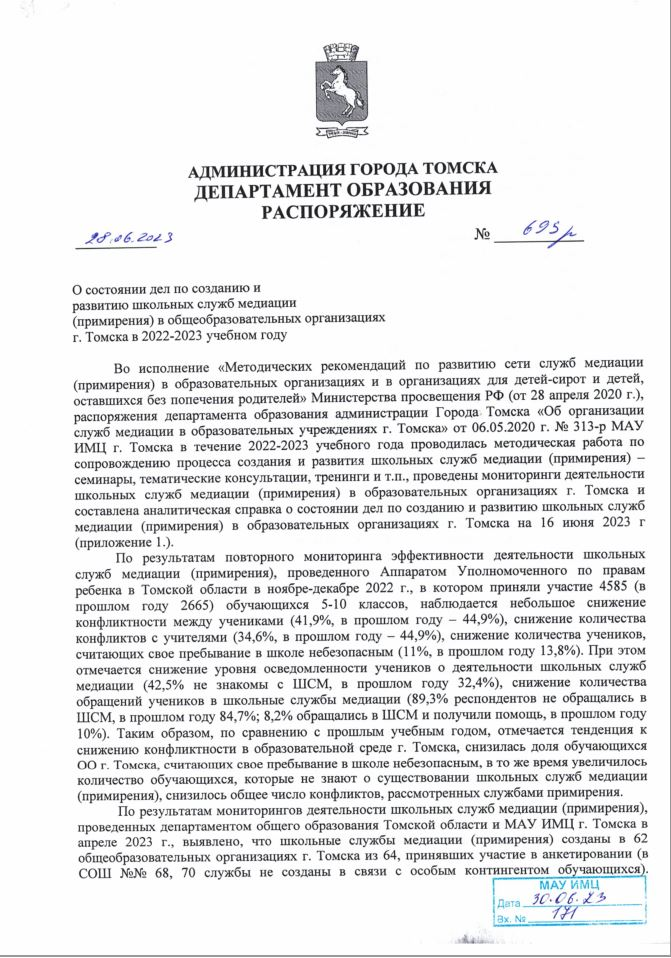 АДМИНИСТРАЦИЯ ГОРОДА ТОМСКА
ДЕПАРТАМЕНТ ОБРАЗОВАНИЯ
РАСПОРЯЖЕНИЕ
28.06.2023 № 695р
О состоянии дел по созданию и
развитию школьных служб медиации
(примирения) в общеобразовательных организациях
г. Томска в 2022-2023 учебном году
Во исполнение «Методических рекомендаций по развитию сети служб медиации
(примирения) в образовательных организациях и в организациях для детей-сирот и детей,
оставшихся без попечения родителей» Министерства просвещения РФ (от 28 апреля 2020 г.),
распоряжения департамента образования администрации Города Томска «Об организации
служб медиации в образовательных учреждениях г. Томска» от 06.05.2020 г. № 313-р МАУ
ИМЦ г. Томска в течение 2022-2023 учебного года проводилась методическая работа по
сопровождению процесса создания и развития школьных служб медиации (примирения) –
семинары, тематические консультации, тренинги и т.п., проведены мониторинги деятельности
школьных служб медиации (примирения) в образовательных организациях г. Томска и
составлена аналитическая справка о состоянии дел по созданию и развитию школьных служб
медиации (примирения) в образовательных организациях г. Томска на 16 июня 2023 г
(приложение 1.).
По результатам повторного мониторинга эффективности деятельности школьных
служб медиации (примирения), проведенного Аппаратом Уполномоченного по правам
ребенка в Томской области в ноябре-декабре 2022 г., в котором приняли участие 4585 (в
прошлом году 2665) обучающихся 5-10 классов, наблюдается небольшое снижение
конфликтности между учениками (41,9%, в прошлом году – 44,9%), снижение количества
конфликтов с учителями (34,6%, в прошлом году – 44,9%), снижение количества учеников,
считающих свое пребывание в школе небезопасным (11%, в прошлом году 13,8%). При этом
отмечается снижение уровня осведомленности учеников о деятельности школьных служб
медиации (42,5% не знакомы с ШСМ, в прошлом году 32,4%), снижение количества
обращений учеников в школьные службы медиации (89,3% респондентов не обращались в
ШСМ, в прошлом году 84,7%; 8,2% обращались в ШСМ и получили помощь, в прошлом году
10%). Таким образом, по сравнению с прошлым учебным годом, отмечается тенденция к
снижению конфликтности в образовательной среде г. Томска, снизилась доля обучающихся
ОО г. Томска, считающих свое пребывание в школе небезопасным, в то же время увеличилось
количество обучающихся, которые не знают о существовании школьных служб медиации
(примирения), снизилось общее число конфликтов, рассмотренных службами примирения.
По результатам мониторингов деятельности школьных служб медиации (примирения),
проведенных департаментом общего образования Томской области и МАУ ИМЦ г. Томска в
апреле 2023 г., выявлено, что школьные службы медиации (примирения) созданы в 62
общеобразовательных организациях г. Томска из 64, принявших участие в анкетировании (в
СОШ №№ 68, 70 службы не созданы в связи с особым контингентом обучающихся).
МАУ ИМЦ
Дата 30.06.23
Вх. № 171